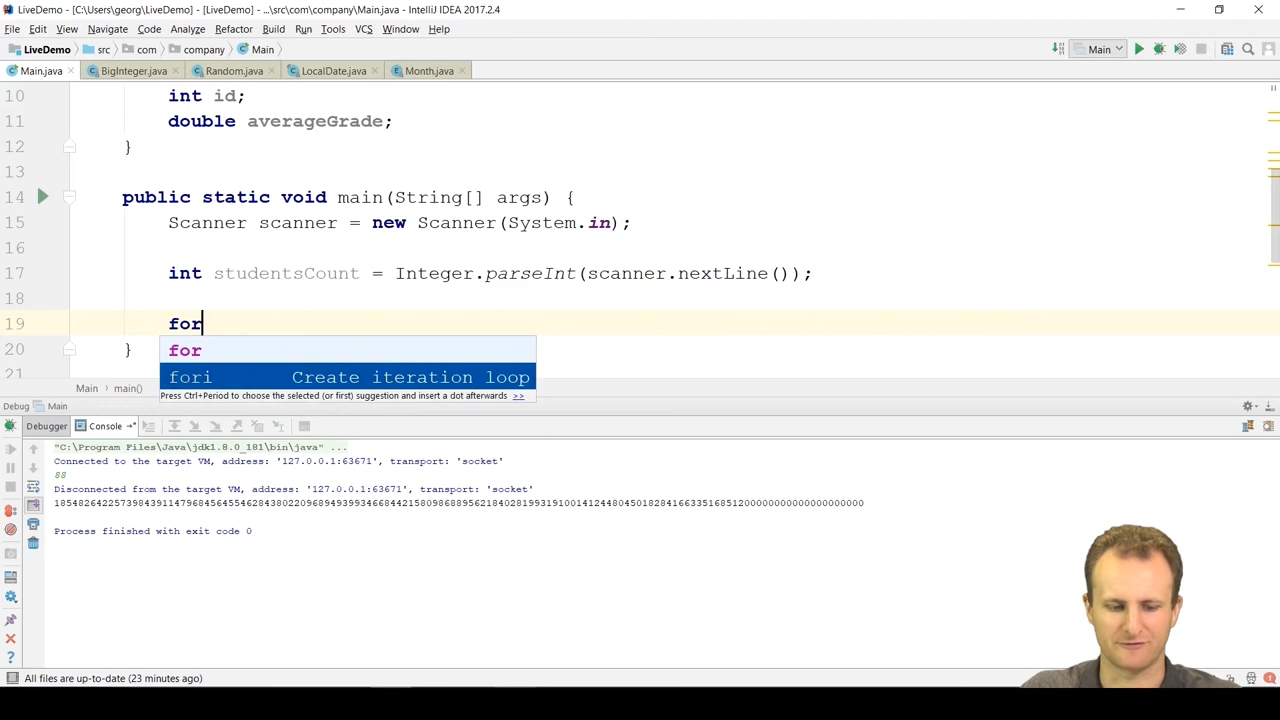 LiveDemo - [C:\Users\georg\LiveDemo] - [LiveDemo] - ...\src\com\company\Main.java - IntelliJ IDEA 2017.2.4
File Edit View Navigate Code Analyze Refactor Build Run Tools VCS Window Help
LiveDemo src com company Main Main
Main.java BigInteger.java Random.java LocalDate.java Month.java
10 int id;
11 double averageGrade;
12 }
13
14 public static void main(String[] args) {
15 Scanner scanner = new Scanner(System.in);
16
17 int studentsCount = Integer.parseInt(scanner.nextLine());
18
19 for
for
20 }
fori Create iteration loop
21
Press Ctrl+Period to choose the selected (or first) suggestion and insert a dot afterwards >>
Main main()
Debug Main
Debugger Console
"C:\Program Files\Java\jdk1.8.0_181\bin\java" ...
Connected to the target VM, address: '127.0.0.1:63671', transport: 'socket'
88
Disconnected from the target VM, address: '127.0.0.1:63671', transport: 'socket'
Process finished with exit code 0
All files are up-to-date (23 minutes ago)